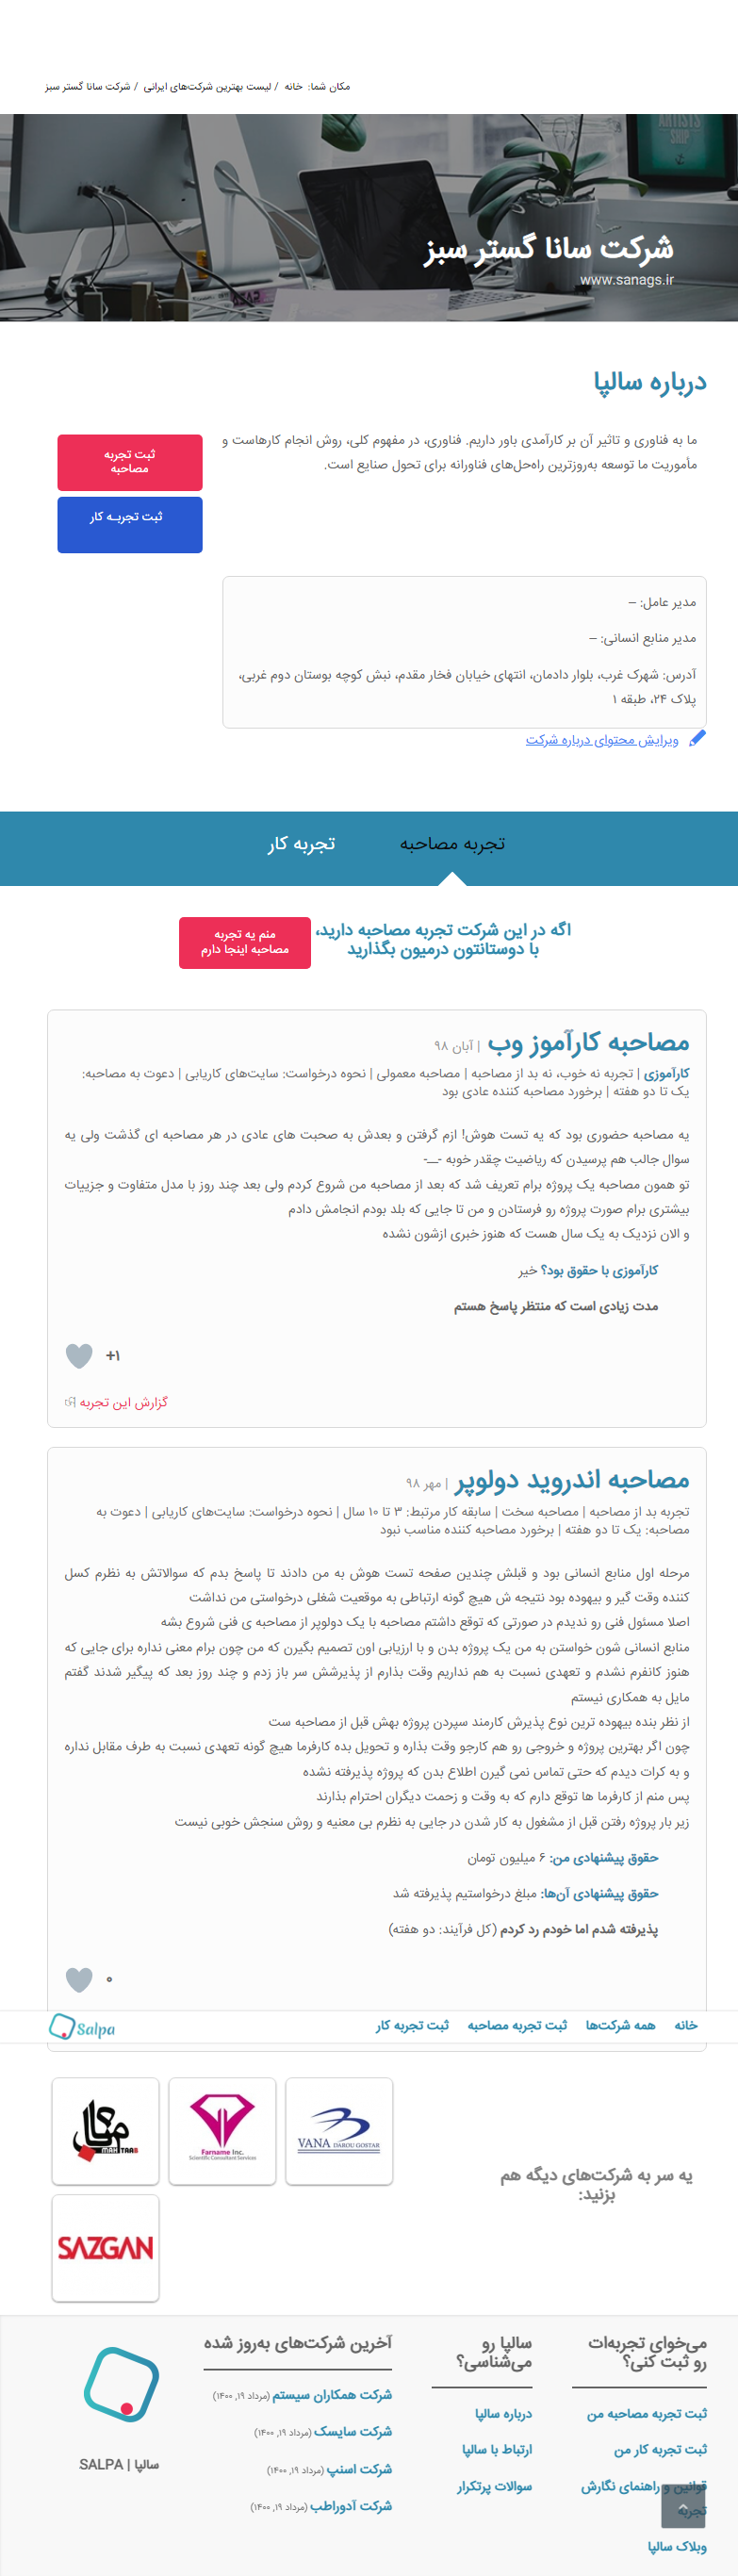 مکان شما: خانه / لیست بهترین شرکت‌های ایرانی / شرکت سانا گستر سبز
ARTISTS
SHIP
شرکت سانا گستر سبز
www.sanags.ir
درباره سالپا
ما به فناوری و تاثیر آن بر کارآمدی باور داریم. فناوری، در مفهوم کلی، روش انجام کارهاست و
مأموریت ما توسعه به‌روزترین راه‌حل‌های فناورانه برای تحول صنایع است.
ثبت تجربه
مصاحبه
ثبت تجربـه کار
مدیر عامل: –
مدیر منابع انسانی: –
آدرس: شهرک غرب، بلوار دادمان، انتهای خیابان فخار مقدم، نبش کوچه بوستان دوم غربی،
پلاک ۲۴، طبقه ۱
ویرایش محتوای درباره شرکت
تجربه مصاحبه
تجربه کار
اگه در این شرکت تجربه مصاحبه دارید،
با دوستانتون درمیون بگذارید
منم یه تجربه
مصاحبه اینجا دارم
مصاحبه کارآموز وب | آبان ۹۸
کارآموزی | تجربه نه خوب، نه بد از مصاحبه | مصاحبه معمولی | نحوه درخواست: سایت‌های کاریابی | دعوت به مصاحبه:
یک تا دو هفته | برخورد مصاحبه کننده عادی بود
یه مصاحبه حضوری بود که یه تست هوش! ازم گرفتن و بعدش به صحبت های عادی در هر مصاحبه ای گذشت ولی یه
سوال جالب هم پرسیدن که ریاضیت چقدر خوبه -__-
تو همون مصاحبه یک پروژه برام تعریف شد که بعد از مصاحبه من شروع کردم ولی بعد چند روز با مدل متفاوت و جزییات
بیشتری برام صورت پروژه رو فرستادن و من تا جایی که بلد بودم انجامش دادم
و الان نزدیک به یک سال هست که هنوز خبری ازشون نشده
کارآموزی با حقوق بود؟ خیر
مدت زیادی است که منتظر پاسخ هستم
+۱
گزارش این تجربه
مصاحبه اندروید دولوپر | مهر ۹۸
تجربه بد از مصاحبه | مصاحبه سخت | سابقه کار مرتبط: ۳ تا ۱۰ سال | نحوه درخواست: سایت‌های کاریابی | دعوت به
مصاحبه: یک تا دو هفته | برخورد مصاحبه کننده مناسب نبود
مرحله اول منابع انسانی بود و قبلش چندین صفحه تست هوش به من دادند تا پاسخ بدم که سوالاتش به نظرم کسل
کننده وقت گیر و بیهوده بود نتیجه ش هیچ گونه ارتباطی به موقعیت شغلی درخواستی من نداشت
اصلا مسئول فنی رو ندیدم در صورتی که توقع داشتم مصاحبه با یک دولوپر از مصاحبه ی فنی شروع بشه
منابع انسانی شون خواستن به من یک پروژه بدن و با ارزیابی اون تصمیم بگیرن که من چون برام معنی نداره برای جایی که
هنوز کانفرم نشدم و تعهدی نسبت به هم نداریم وقت بذارم از پذیرشش سر باز زدم و چند روز بعد که پیگیر شدند گفتم
مایل به همکاری نیستم
از نظر بنده بیهوده ترین نوع پذیرش کارمند سپردن پروژه بهش قبل از مصاحبه ست
چون اگر بهترین پروژه و خروجی رو هم کارجو وقت بذاره و تحویل بده کارفرما هیچ گونه تعهدی نسبت به طرف مقابل نداره
و به کرات دیدم که حتی تماس نمی گیرن اطلاع بدن که پروژه پذیرفته نشده
پس منم از کارفرما ها توقع دارم که به وقت و زحمت دیگران احترام بذارند
زیر بار پروژه رفتن قبل از مشغول به کار شدن در جایی به نظرم بی معنیه و روش سنجش خوبی نیست
حقوق پیشنهادی من: ۶ میلیون تومان
حقوق پیشنهادی آن‌ها: مبلغ درخواستیم پذیرفته شد
پذیرفته شدم اما خودم رد کردم (کل فرآیند: دو هفته)
۰
خانه همه شرکت‌ها ثبت تجربه مصاحبه ثبت تجربه کار
Salpa
یه سر به شرکت‌های دیگه هم
بزنید:
VANA DAROU GOSTAR
Farname Inc.
Scientific Consultant Services
MAHTAAB
SAZGAN
می‌خوای تجربه‌ات
رو ثبت کنی؟
ثبت تجربه مصاحبه من
ثبت تجربه کار من
قوانین و راهنمای نگارش
تجربه
وبلاک سالپا
سالپا رو
می‌شناسی؟
درباره سالپا
ارتباط با سالپا
سوالات پرتکرار
آخرین شرکت‌های به‌روز شده
شرکت همکاران سیستم (مرداد ۱۹, ۱۴۰۰)
شرکت سایسک (مرداد ۱۹, ۱۴۰۰)
شرکت اسنپ (مرداد ۱۹, ۱۴۰۰)
شرکت آدوراطب (مرداد ۱۹, ۱۴۰۰)
سالپا | SALPA